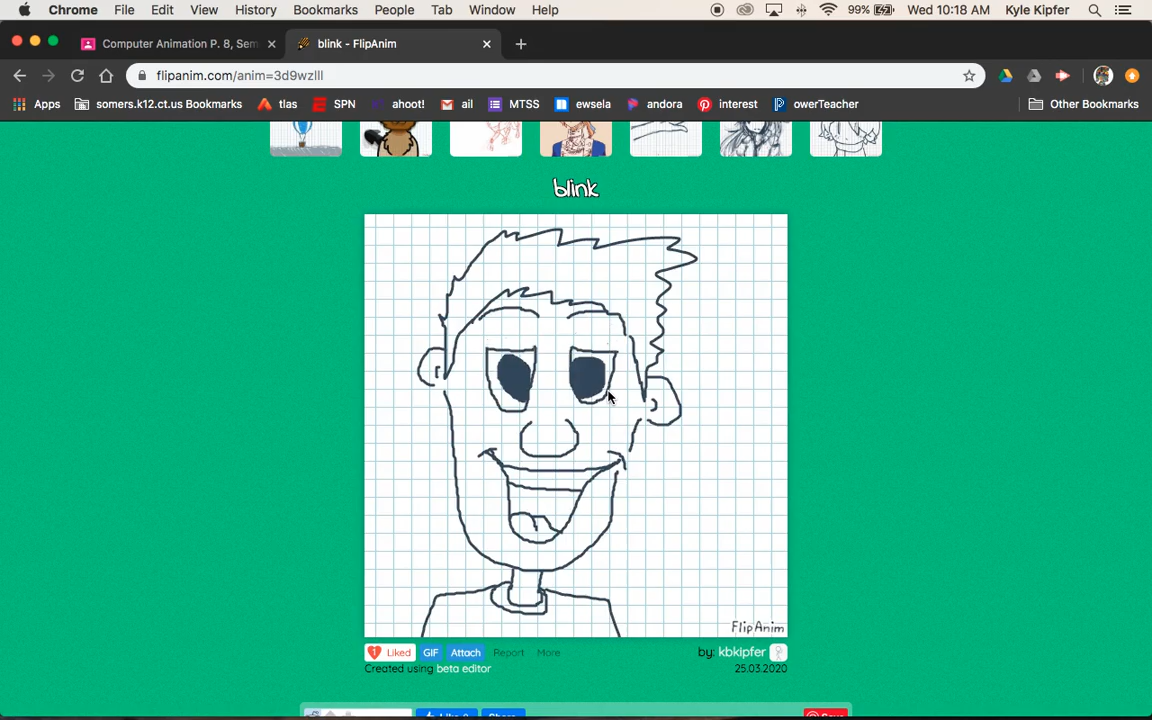 Chrome File Edit View History Bookmarks People Tab Window Help 99% Wed 10:18 AM Kyle Kipfer
Computer Animation P. 8, Sem
blink - FlipAnim
flipanim.com/anim=3d9wzlll
Apps somers.k12.ct.us Bookmarks tlas SPN ahoot! ail MTSS ewsela andora interest owerTeacher Other Bookmarks
blink
FlipAnim
1 Liked GIF Attach Report More by: kbkipfer
Created using beta editor 25.03.2020